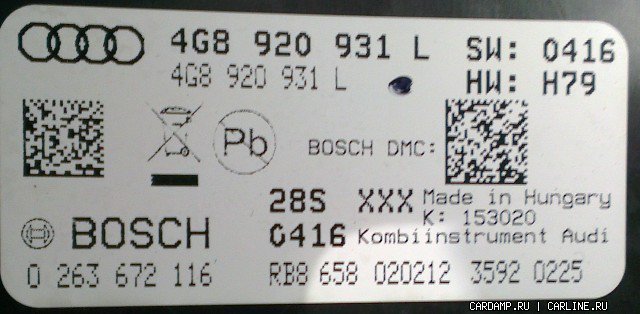 4G8 920 931 L SW: 0416
4G8 920 931 L HW: H79
Pb BOSCH DMC:
28S XXX Made in Hungary
K: 153020
BOSCH 0416 Kombiinstrument Audi
0 263 672 116 RB8 658 020212 3592 0225
CARDAMP.RU | CARLINE.RU